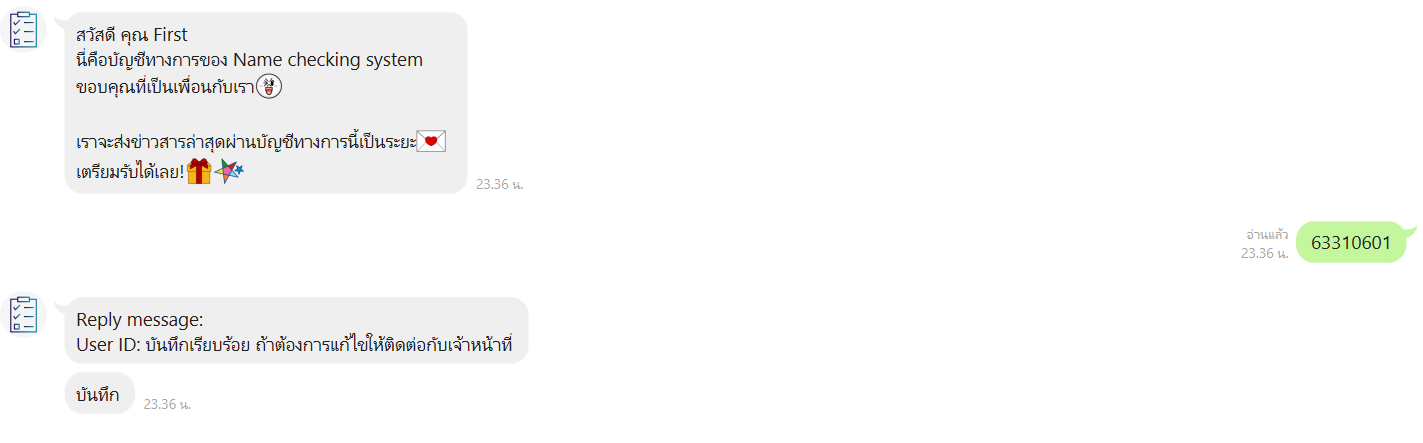 สวัสดี คุณ First
นี่คือบัญชีทางการของ Name checking system
ขอบคุณที่เป็นเพื่อนกับเรา
เราจะส่งข่าวสารล่าสุดผ่านบัญชีทางการนี้เป็นระยะ
เตรียมรับได้เลย!
23.36 น.
อ่านแล้ว
23.36 น.
63310601
Reply message:
User ID: บันทึกเรียบร้อย ถ้าต้องการแก้ไขให้ติดต่อกับเจ้าหน้าที่
บันทึก
23.36 น.